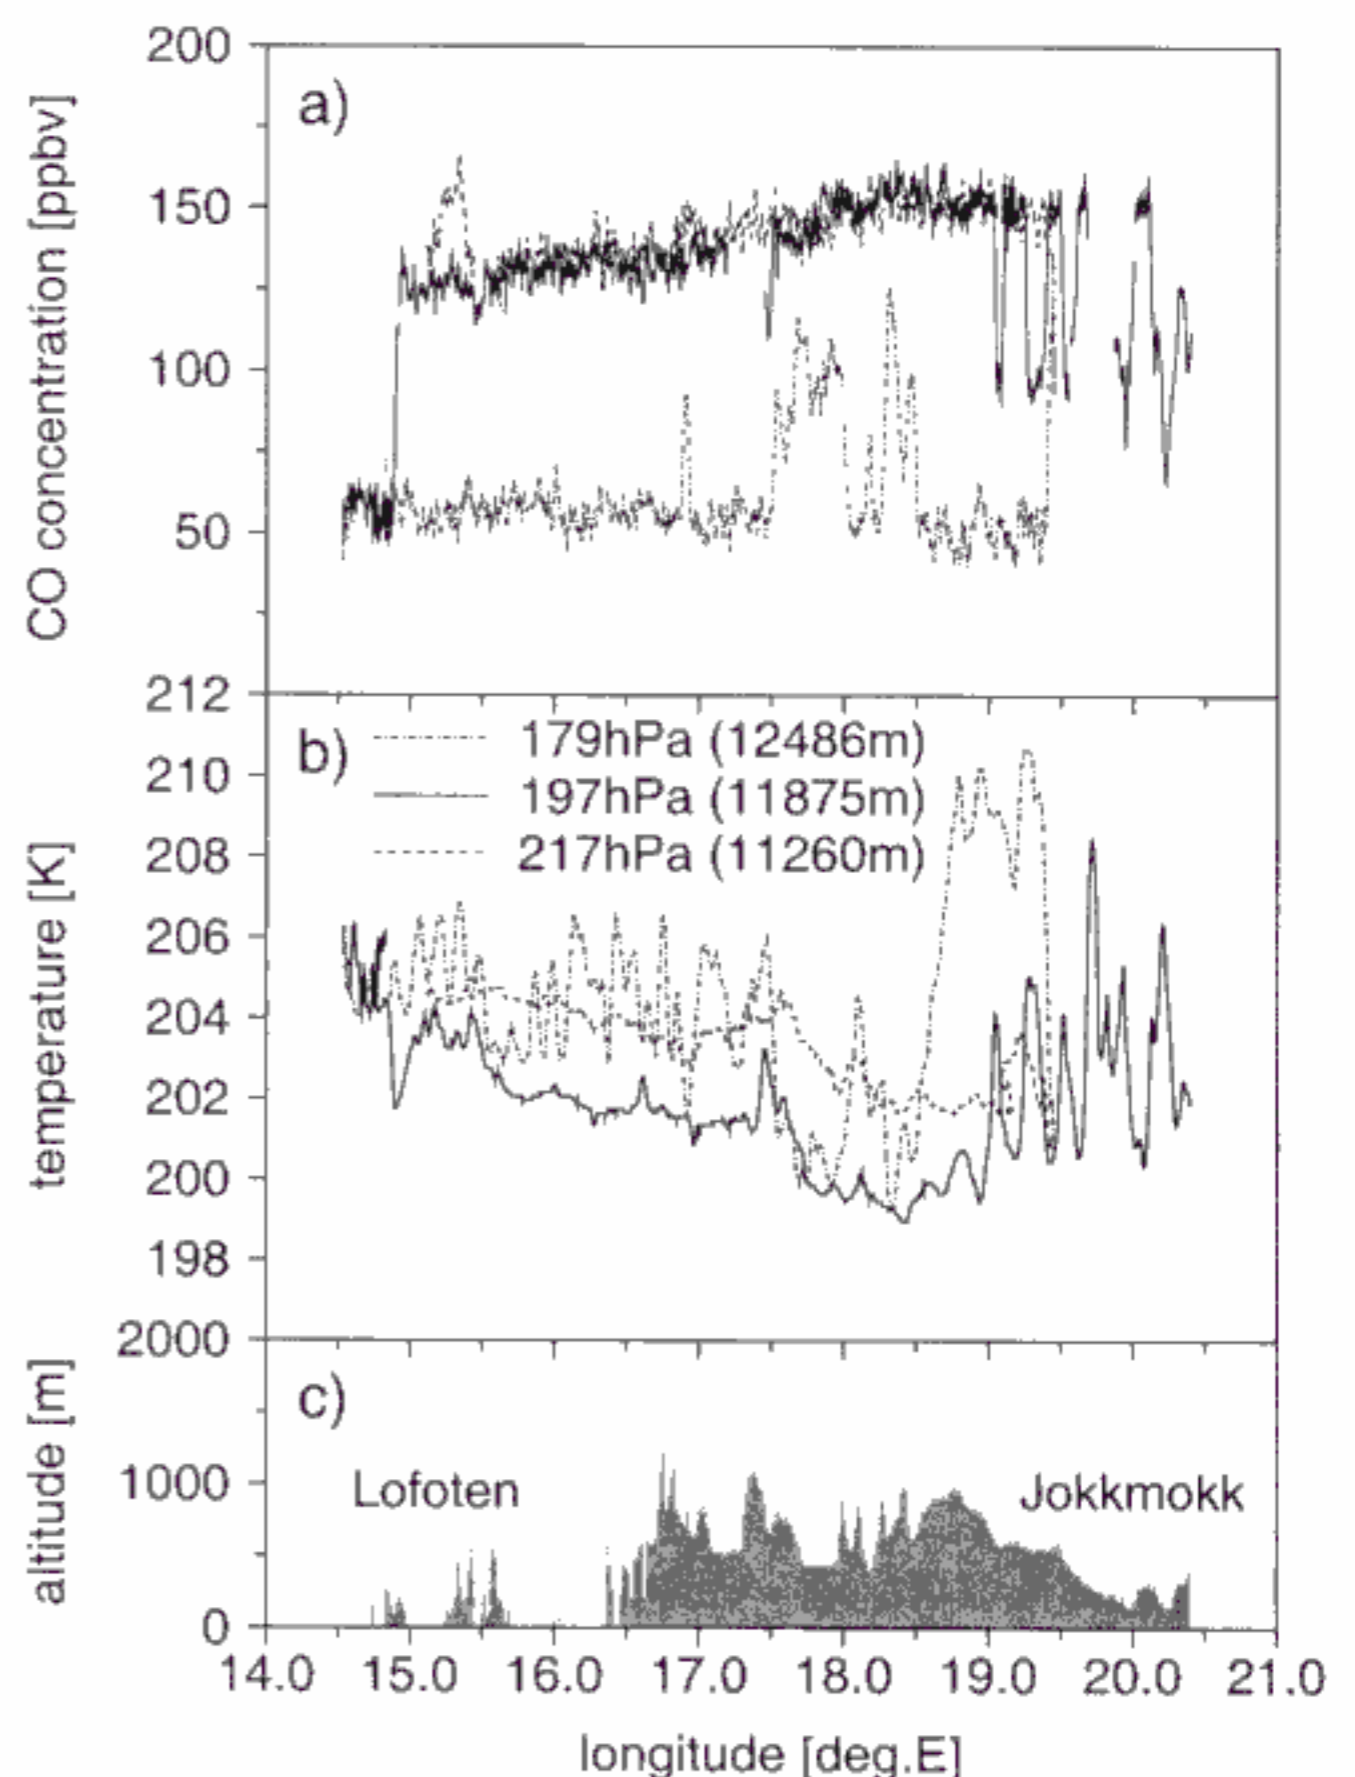 200
a)
150
100
50
CO concentration [ppbv]
212
b)
179hPa (12486m)
197hPa (11875m)
217hPa (11260m)
210
208
206
204
202
200
198
temperature [K]
2000
c)
1000
Lofoten
Jokkmokk
0
altitude [m]
14.0 15.0 16.0 17.0 18.0 19.0 20.0 21.0
longitude [deg.E]